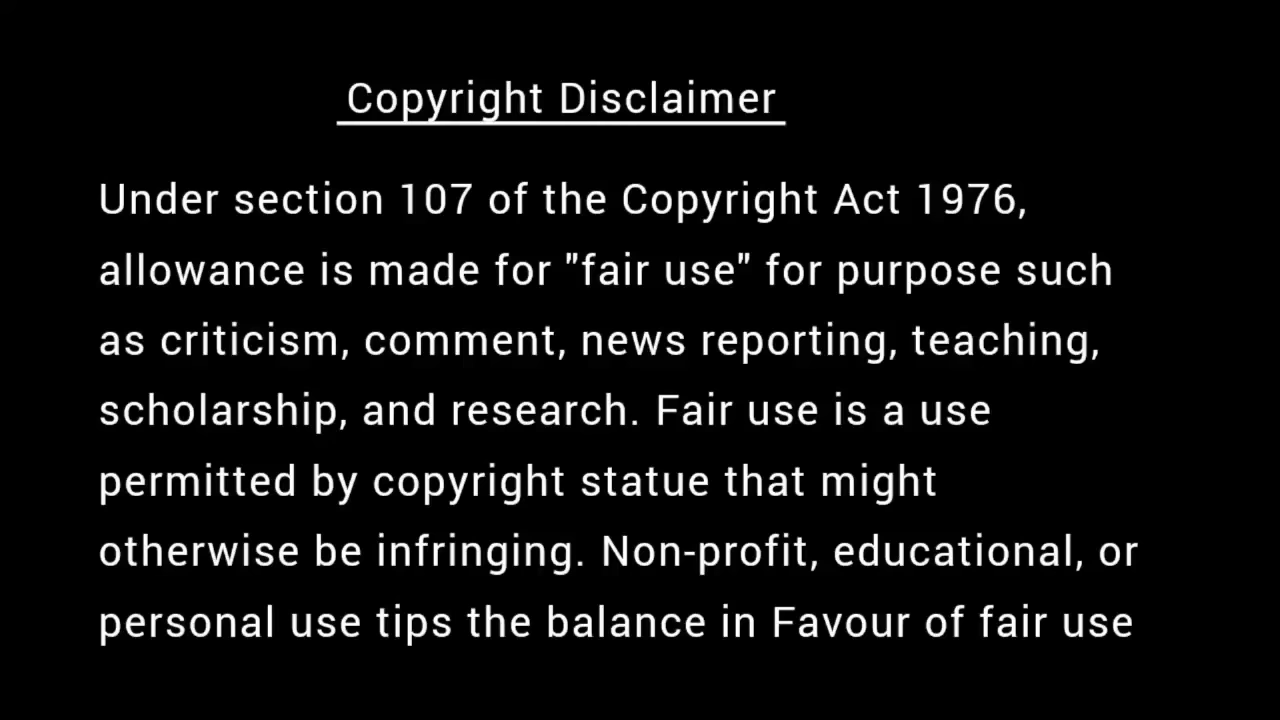 Copyright Disclaimer
Under section 107 of the Copyright Act 1976,
allowance is made for "fair use" for purpose such
as criticism, comment, news reporting, teaching,
scholarship, and research. Fair use is a use
permitted by copyright statue that might
otherwise be infringing. Non-profit, educational, or
personal use tips the balance in Favour of fair use